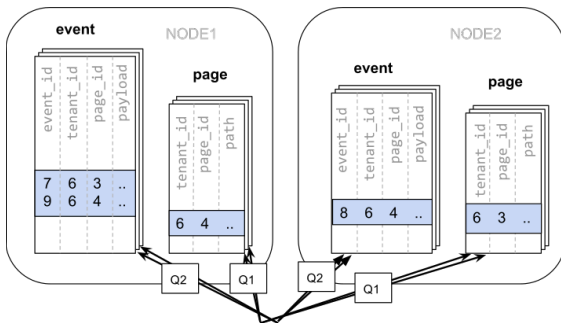 NODE1
event
event_id
tenant_id
page_id
payload
7 6 3 ..
9 6 4 ..
page
tenant_id
page_id
path
6 4 ..
NODE2
event
event_id
tenant_id
page_id
payload
8 6 4 ..
page
tenant_id
page_id
path
6 3 ..
Q2
Q1
Q2
Q1